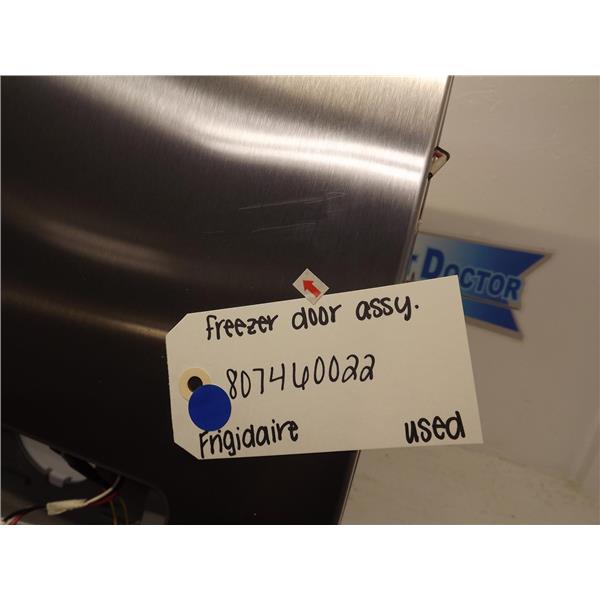 DOCTOR
freezer door assy.
807460022
Frigidaire used